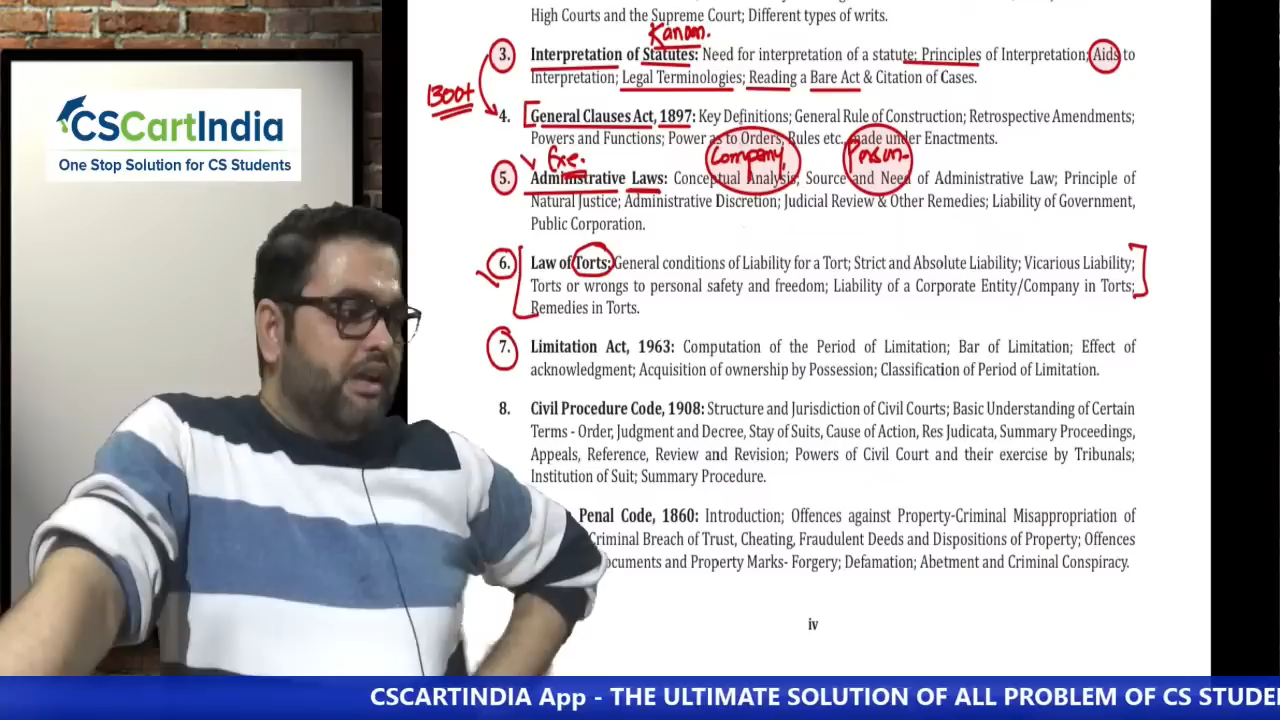 High Courts and the Supreme Court; Different types of writs.
Kanoon.
3. Interpretation of Statutes: Need for interpretation of a statute; Principles of Interpretation; Aids to
Interpretation; Legal Terminologies; Reading a Bare Act & Citation of Cases.
1300+
4. General Clauses Act, 1897: Key Definitions; General Rule of Construction; Retrospective Amendments;
Powers and Functions; Power as to Orders, Rules etc. made under Enactments.
Exe. Company Person
5. Administrative Laws: Conceptual Analysis; Source and Need of Administrative Law; Principle of
Natural Justice; Administrative Discretion; Judicial Review & Other Remedies; Liability of Government,
Public Corporation.
6. Law of Torts: General conditions of Liability for a Tort; Strict and Absolute Liability; Vicarious Liability;
Torts or wrongs to personal safety and freedom; Liability of a Corporate Entity/Company in Torts;
Remedies in Torts.
7. Limitation Act, 1963: Computation of the Period of Limitation; Bar of Limitation; Effect of
acknowledgment; Acquisition of ownership by Possession; Classification of Period of Limitation.
8. Civil Procedure Code, 1908: Structure and Jurisdiction of Civil Courts; Basic Understanding of Certain
Terms - Order, Judgment and Decree, Stay of Suits, Cause of Action, Res Judicata, Summary Proceedings,
Appeals, Reference, Review and Revision; Powers of Civil Court and their exercise by Tribunals;
Institution of Suit; Summary Procedure.
Penal Code, 1860: Introduction; Offences against Property-Criminal Misappropriation of
Criminal Breach of Trust, Cheating, Fraudulent Deeds and Dispositions of Property; Offences
ocuments and Property Marks- Forgery; Defamation; Abetment and Criminal Conspiracy.
iv
CSCartIndia
One Stop Solution for CS Students
CSCARTINDIA App - THE ULTIMATE SOLUTION OF ALL PROBLEM OF CS STUDE